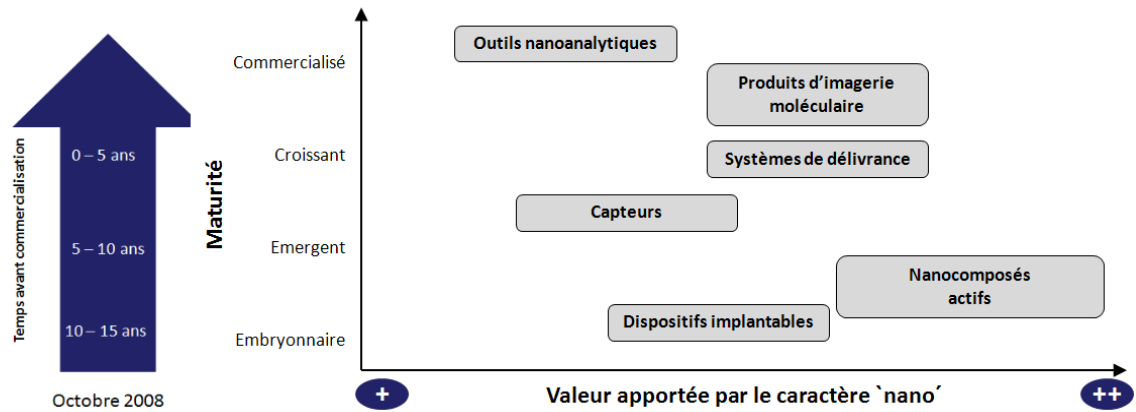 Temps avant commercialisation
0 – 5 ans
5 – 10 ans
10 – 15 ans
Octobre 2008
Maturité
Commercialisé
Croissant
Emergent
Embryonnaire
Outils nanoanalytiques
Produits d’imagerie
moléculaire
Systèmes de délivrance
Capteurs
Nanocomposés
actifs
Dispositifs implantables
+
Valeur apportée par le caractère `nano´
++